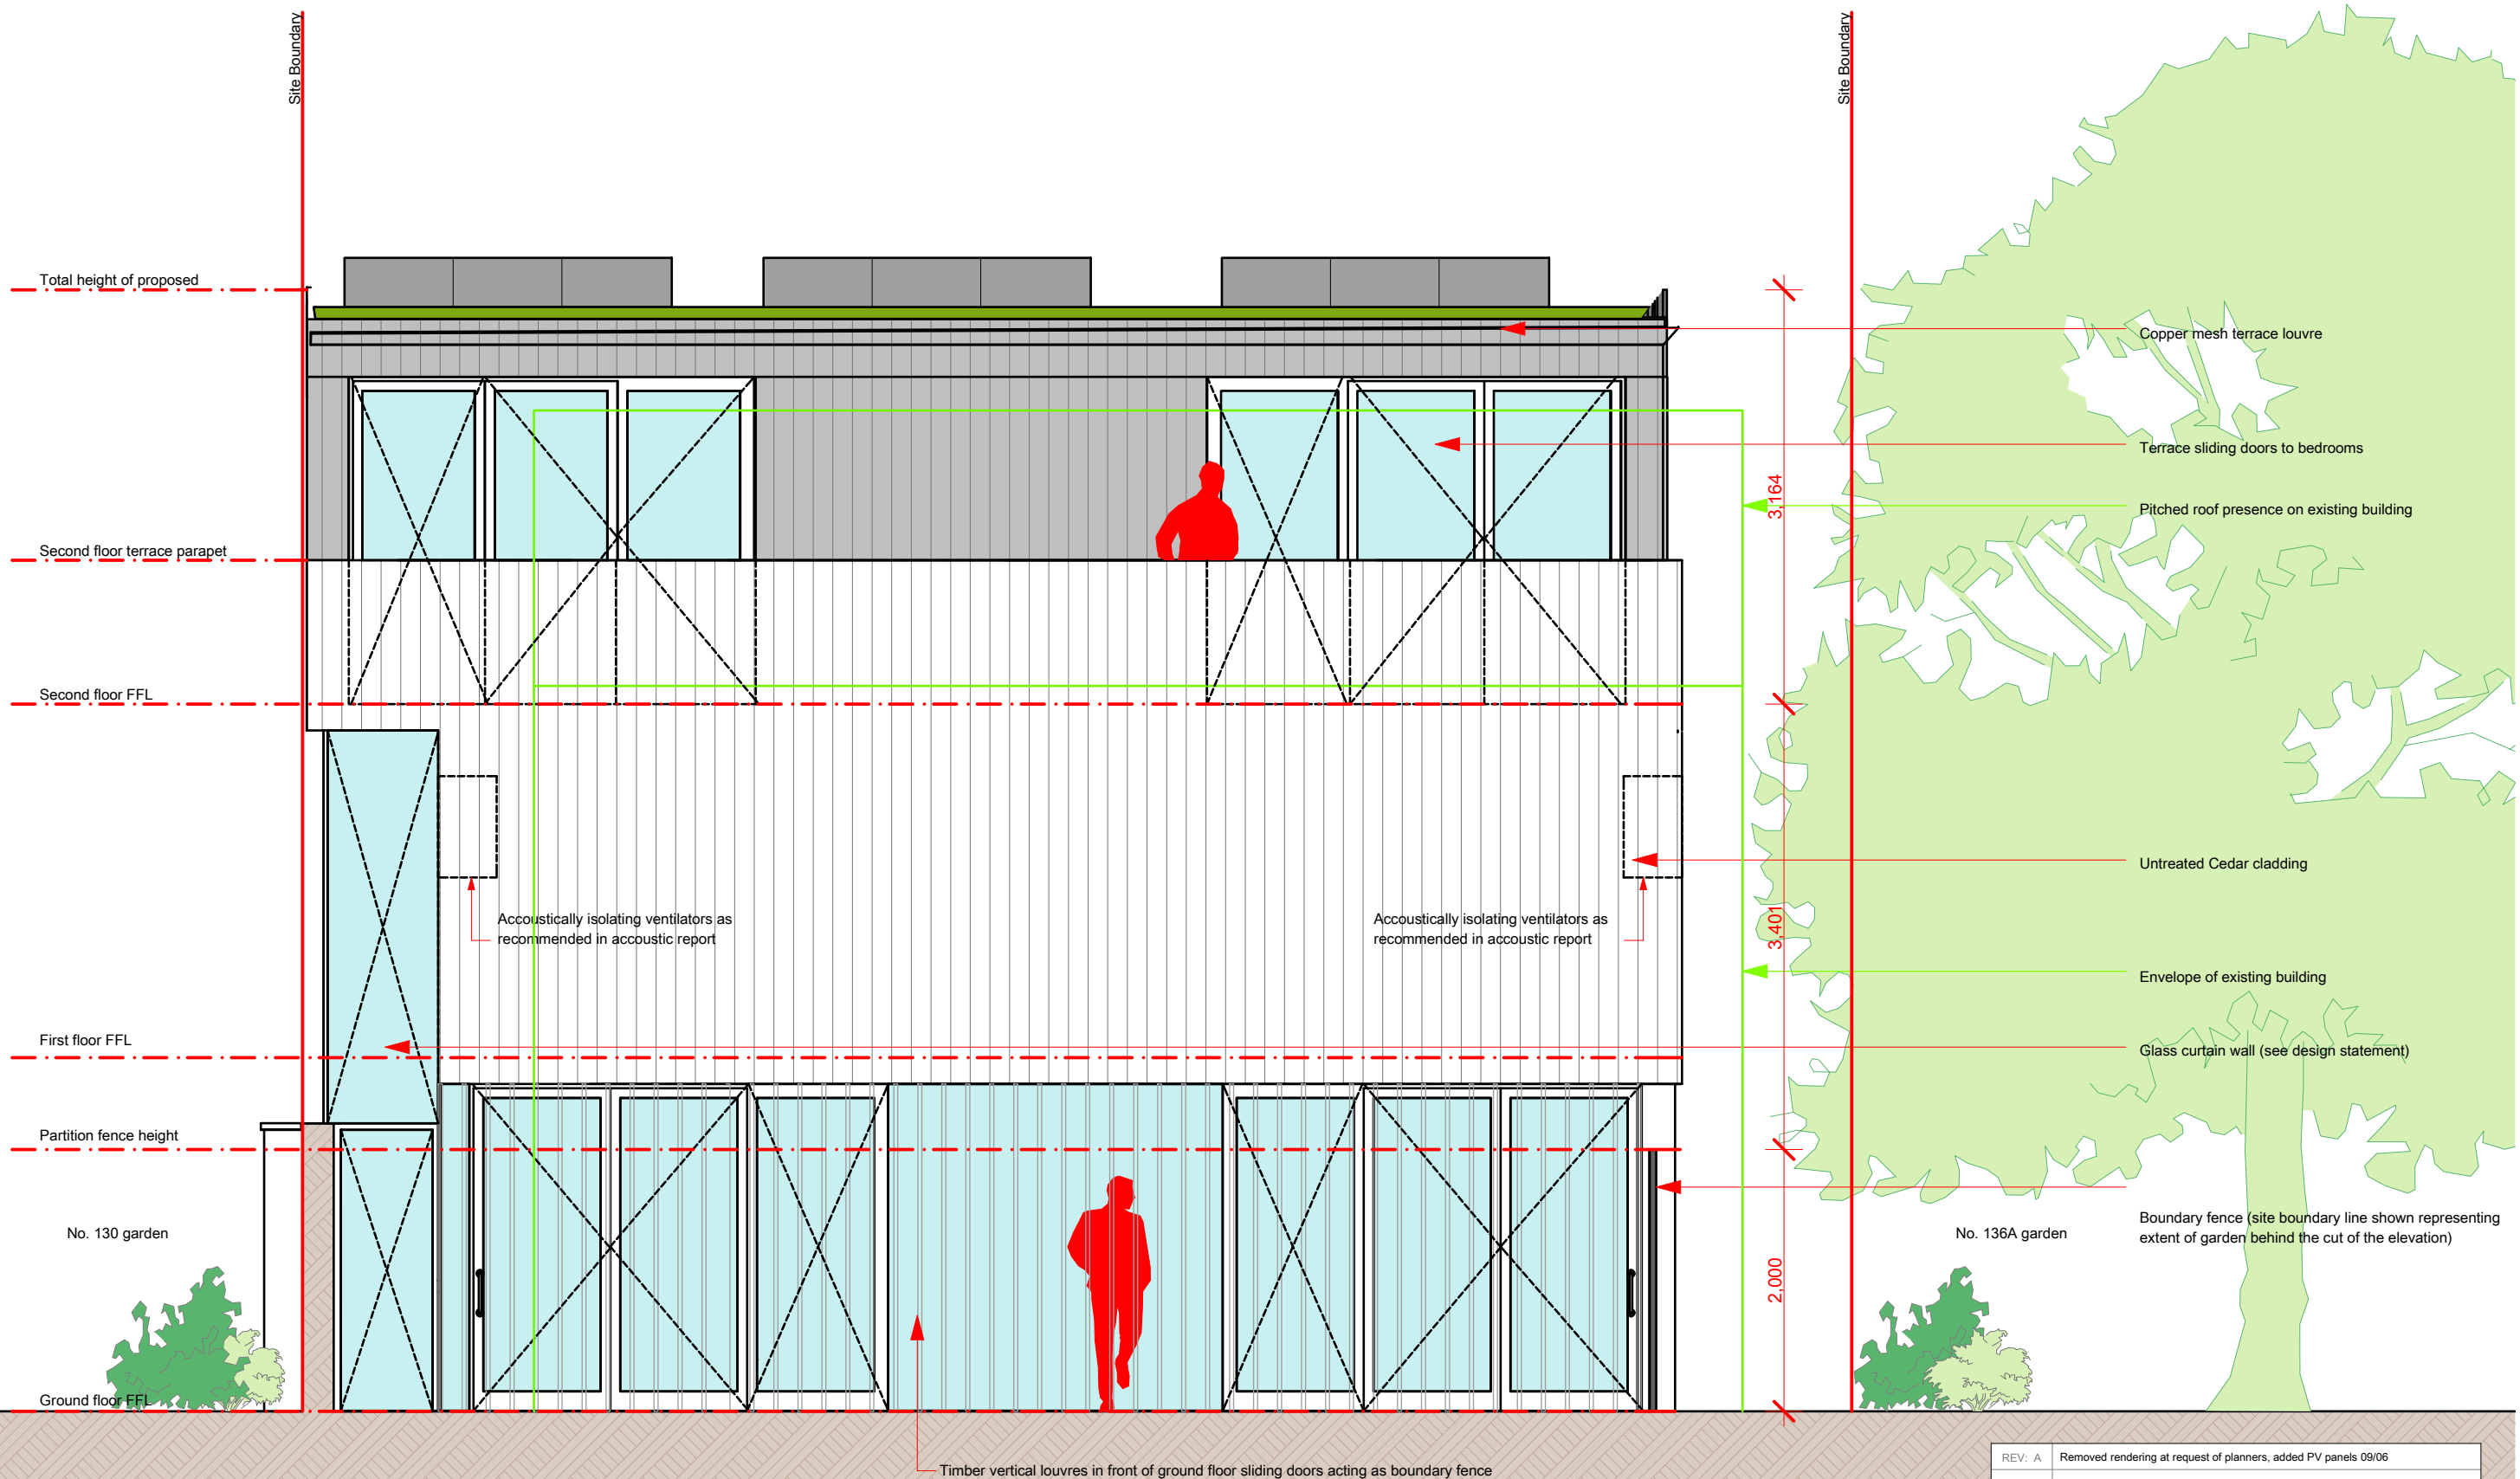 Site Boundary
Site Boundary
Total height of proposed
Copper mesh terrace louvre
Terrace sliding doors to bedrooms
3,164
Pitched roof presence on existing building
Second floor terrace parapet
Second floor FFL
Untreated Cedar cladding
Accoustically isolating ventilators as
recommended in accoustic report
Accoustically isolating ventilators as
recommended in accoustic report
3,401
Envelope of existing building
First floor FFL
Glass curtain wall (see design statement)
Partition fence height
No. 130 garden
No. 136A garden
Boundary fence (site boundary line shown representing
extent of garden behind the cut of the elevation)
2,000
Ground floor FFL
Timber vertical louvres in front of ground floor sliding doors acting as boundary fence
REV: A Removed rendering at request of planners, added PV panels 09/06